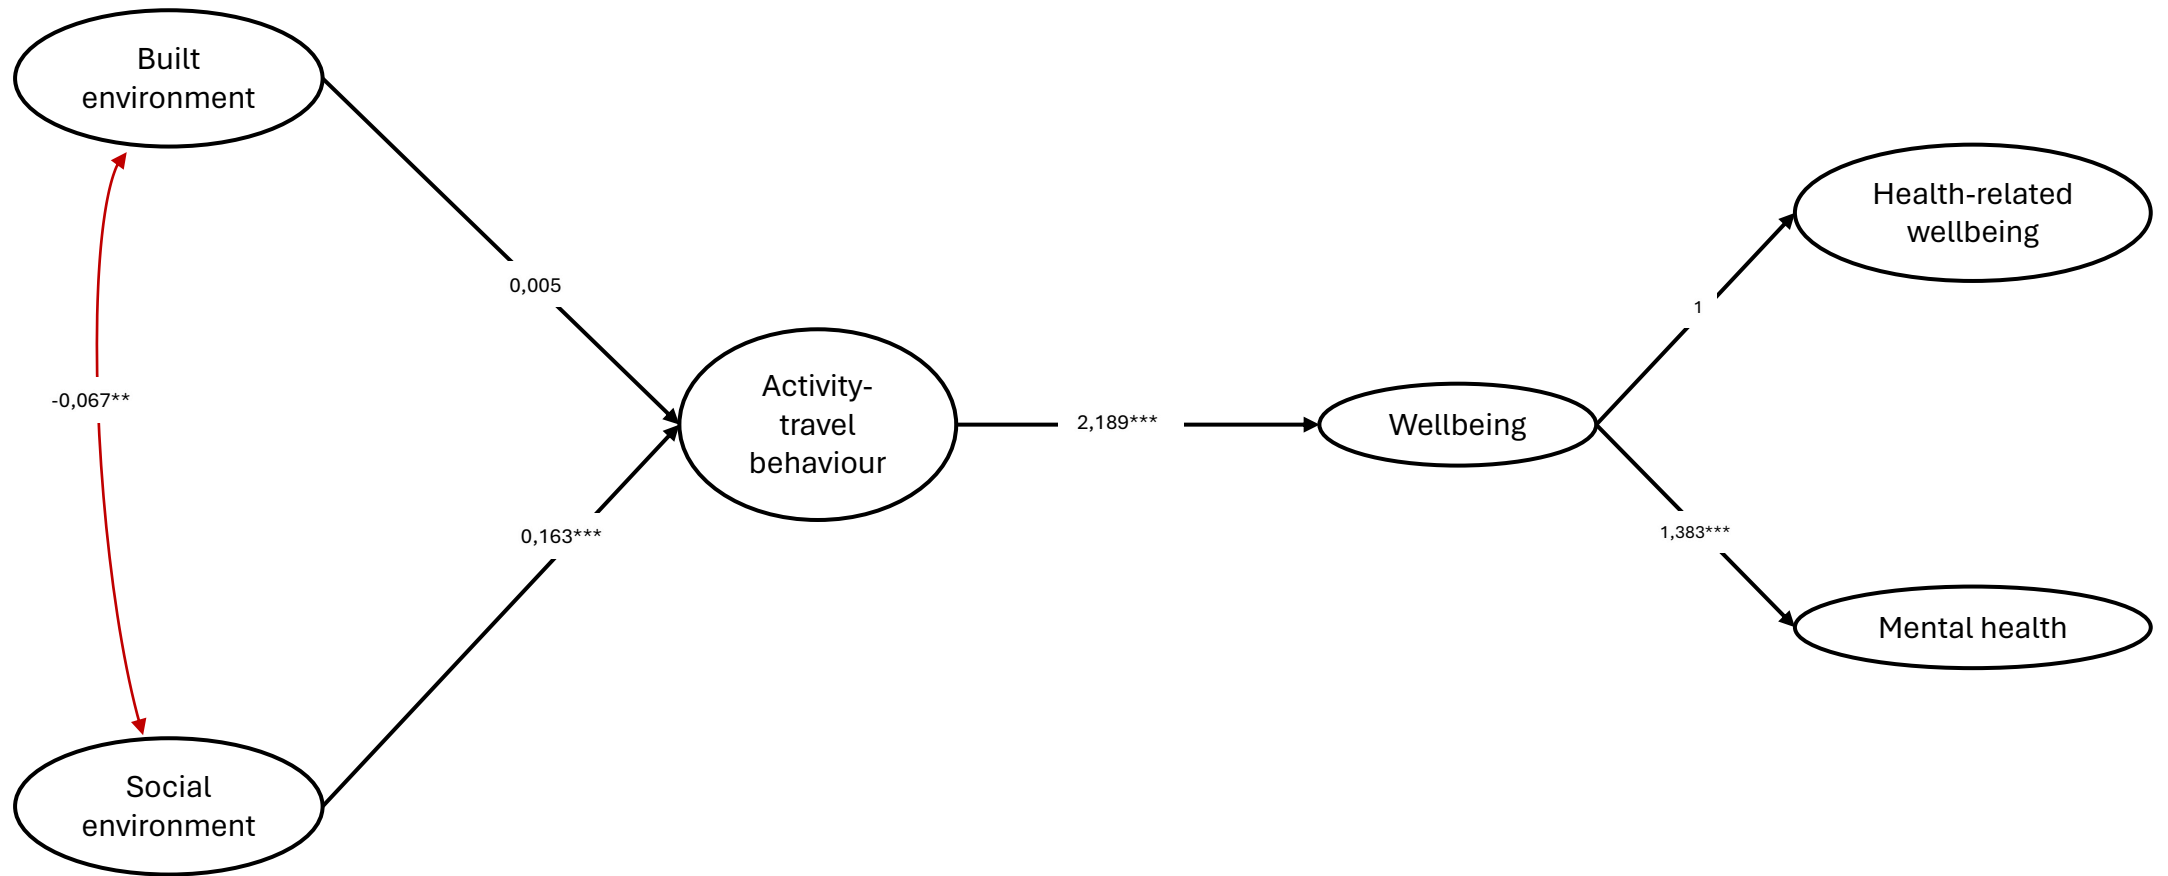 Built
environment
Health-related
wellbeing
0,005
1
Activity-
travel
behaviour
-0,067**
2,189***
Wellbeing
0,163***
1,383***
Mental health
Social
environment